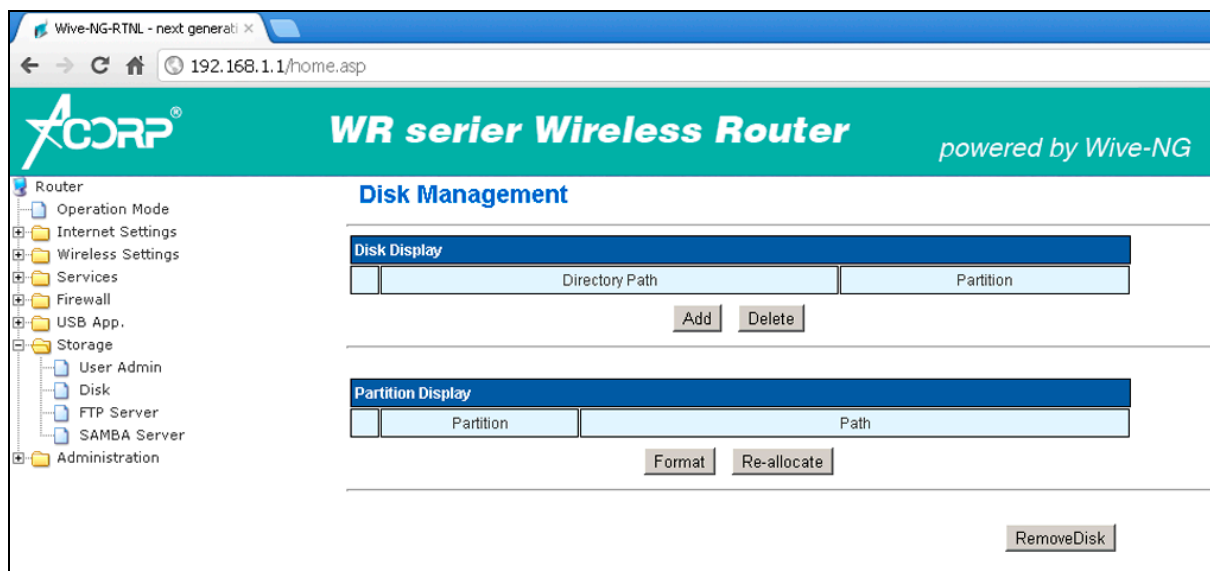 Wive-NG-RTNL - next generati
192.168.1.1/home.asp
ACORP®
WR serier Wireless Router
powered by Wive-NG
Router
Operation Mode
Internet Settings
Wireless Settings
Services
Firewall
USB App.
Storage
User Admin
Disk
FTP Server
SAMBA Server
Administration
Disk Management
Disk Display
Directory Path Partition
Add Delete
Partition Display
Partition Path
Format Re-allocate
RemoveDisk